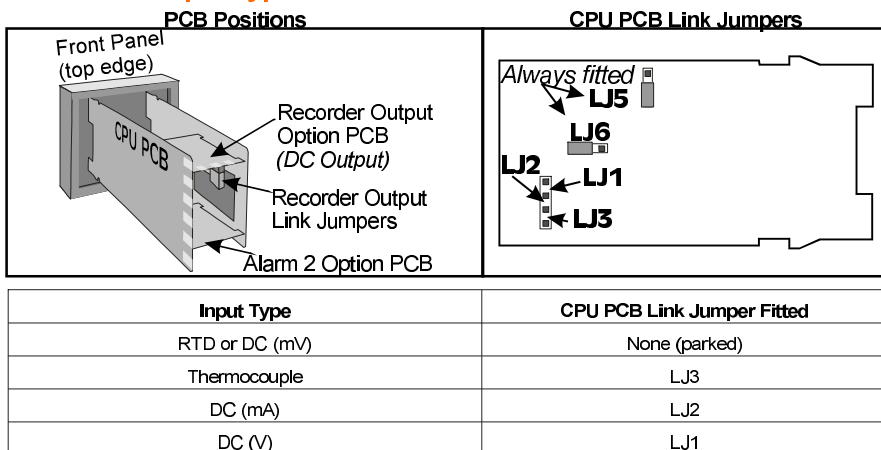 PCB Positions
CPU PCB Link Jumpers
Front Panel
(top edge)
CPU PCB
Recorder Output
Option PCB
(DC Output)
Recorder Output
Link Jumpers
Alarm 2 Option PCB
Always fitted
LJ5
LJ6
LJ2
LJ1
LJ3
Input Type
CPU PCB Link Jumper Fitted
RTD or DC (mV)
None (parked)
Thermocouple
LJ3
DC (mA)
LJ2
DC (V)
LJ1